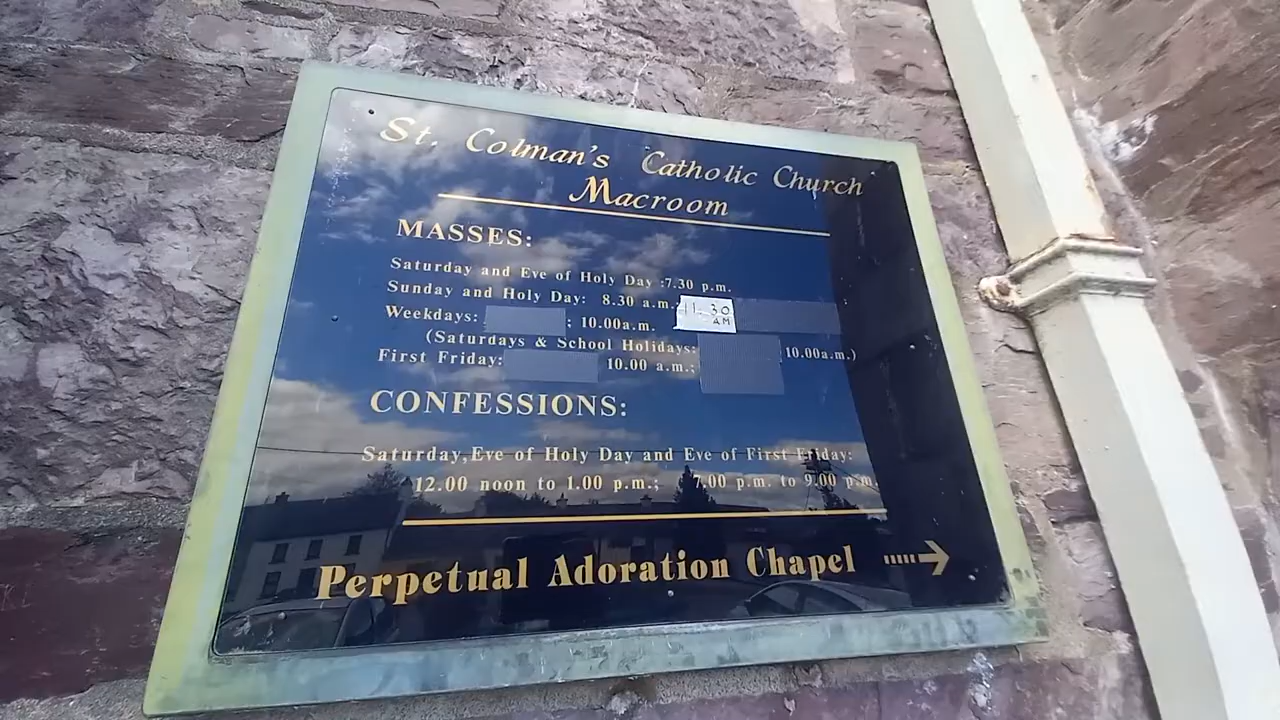 St. Colman's Catholic Church
Macroom
MASSES:
Saturday and Eve of Holy Day :7.30 p.m.
Sunday and Holy Day: 8.30 a.m.; 11.30 AM
Weekdays: ; 10.00a.m.
(Saturdays & School Holidays: 10.00a.m.)
First Friday: 10.00 a.m.;
CONFESSIONS:
Saturday,Eve of Holy Day and Eve of First Friday:
12.00 noon to 1.00 p.m.; 7.00 p.m. to 9.00 p.m.
Perpetual Adoration Chapel